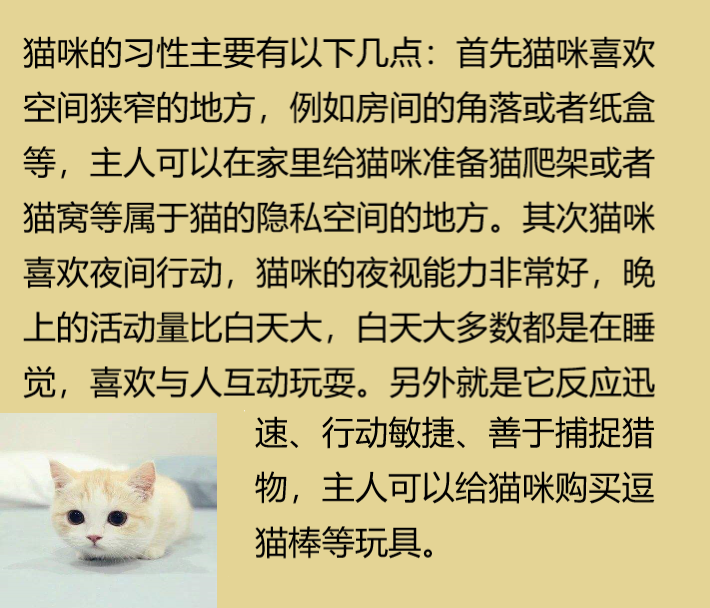 猫咪的习性主要有以下几点：首先猫咪喜欢
空间狭窄的地方，例如房间的角落或者纸盒
等，主人可以在家里给猫咪准备猫爬架或者
猫窝等属于猫的隐私空间的地方。其次猫咪
喜欢夜间行动，猫咪的夜视能力非常好，晚
上的活动量比白天大，白天大多数都是在睡
觉，喜欢与人互动玩耍。另外就是它反应迅
速、行动敏捷、善于捕捉猎
物，主人可以给猫咪购买逗
猫棒等玩具。